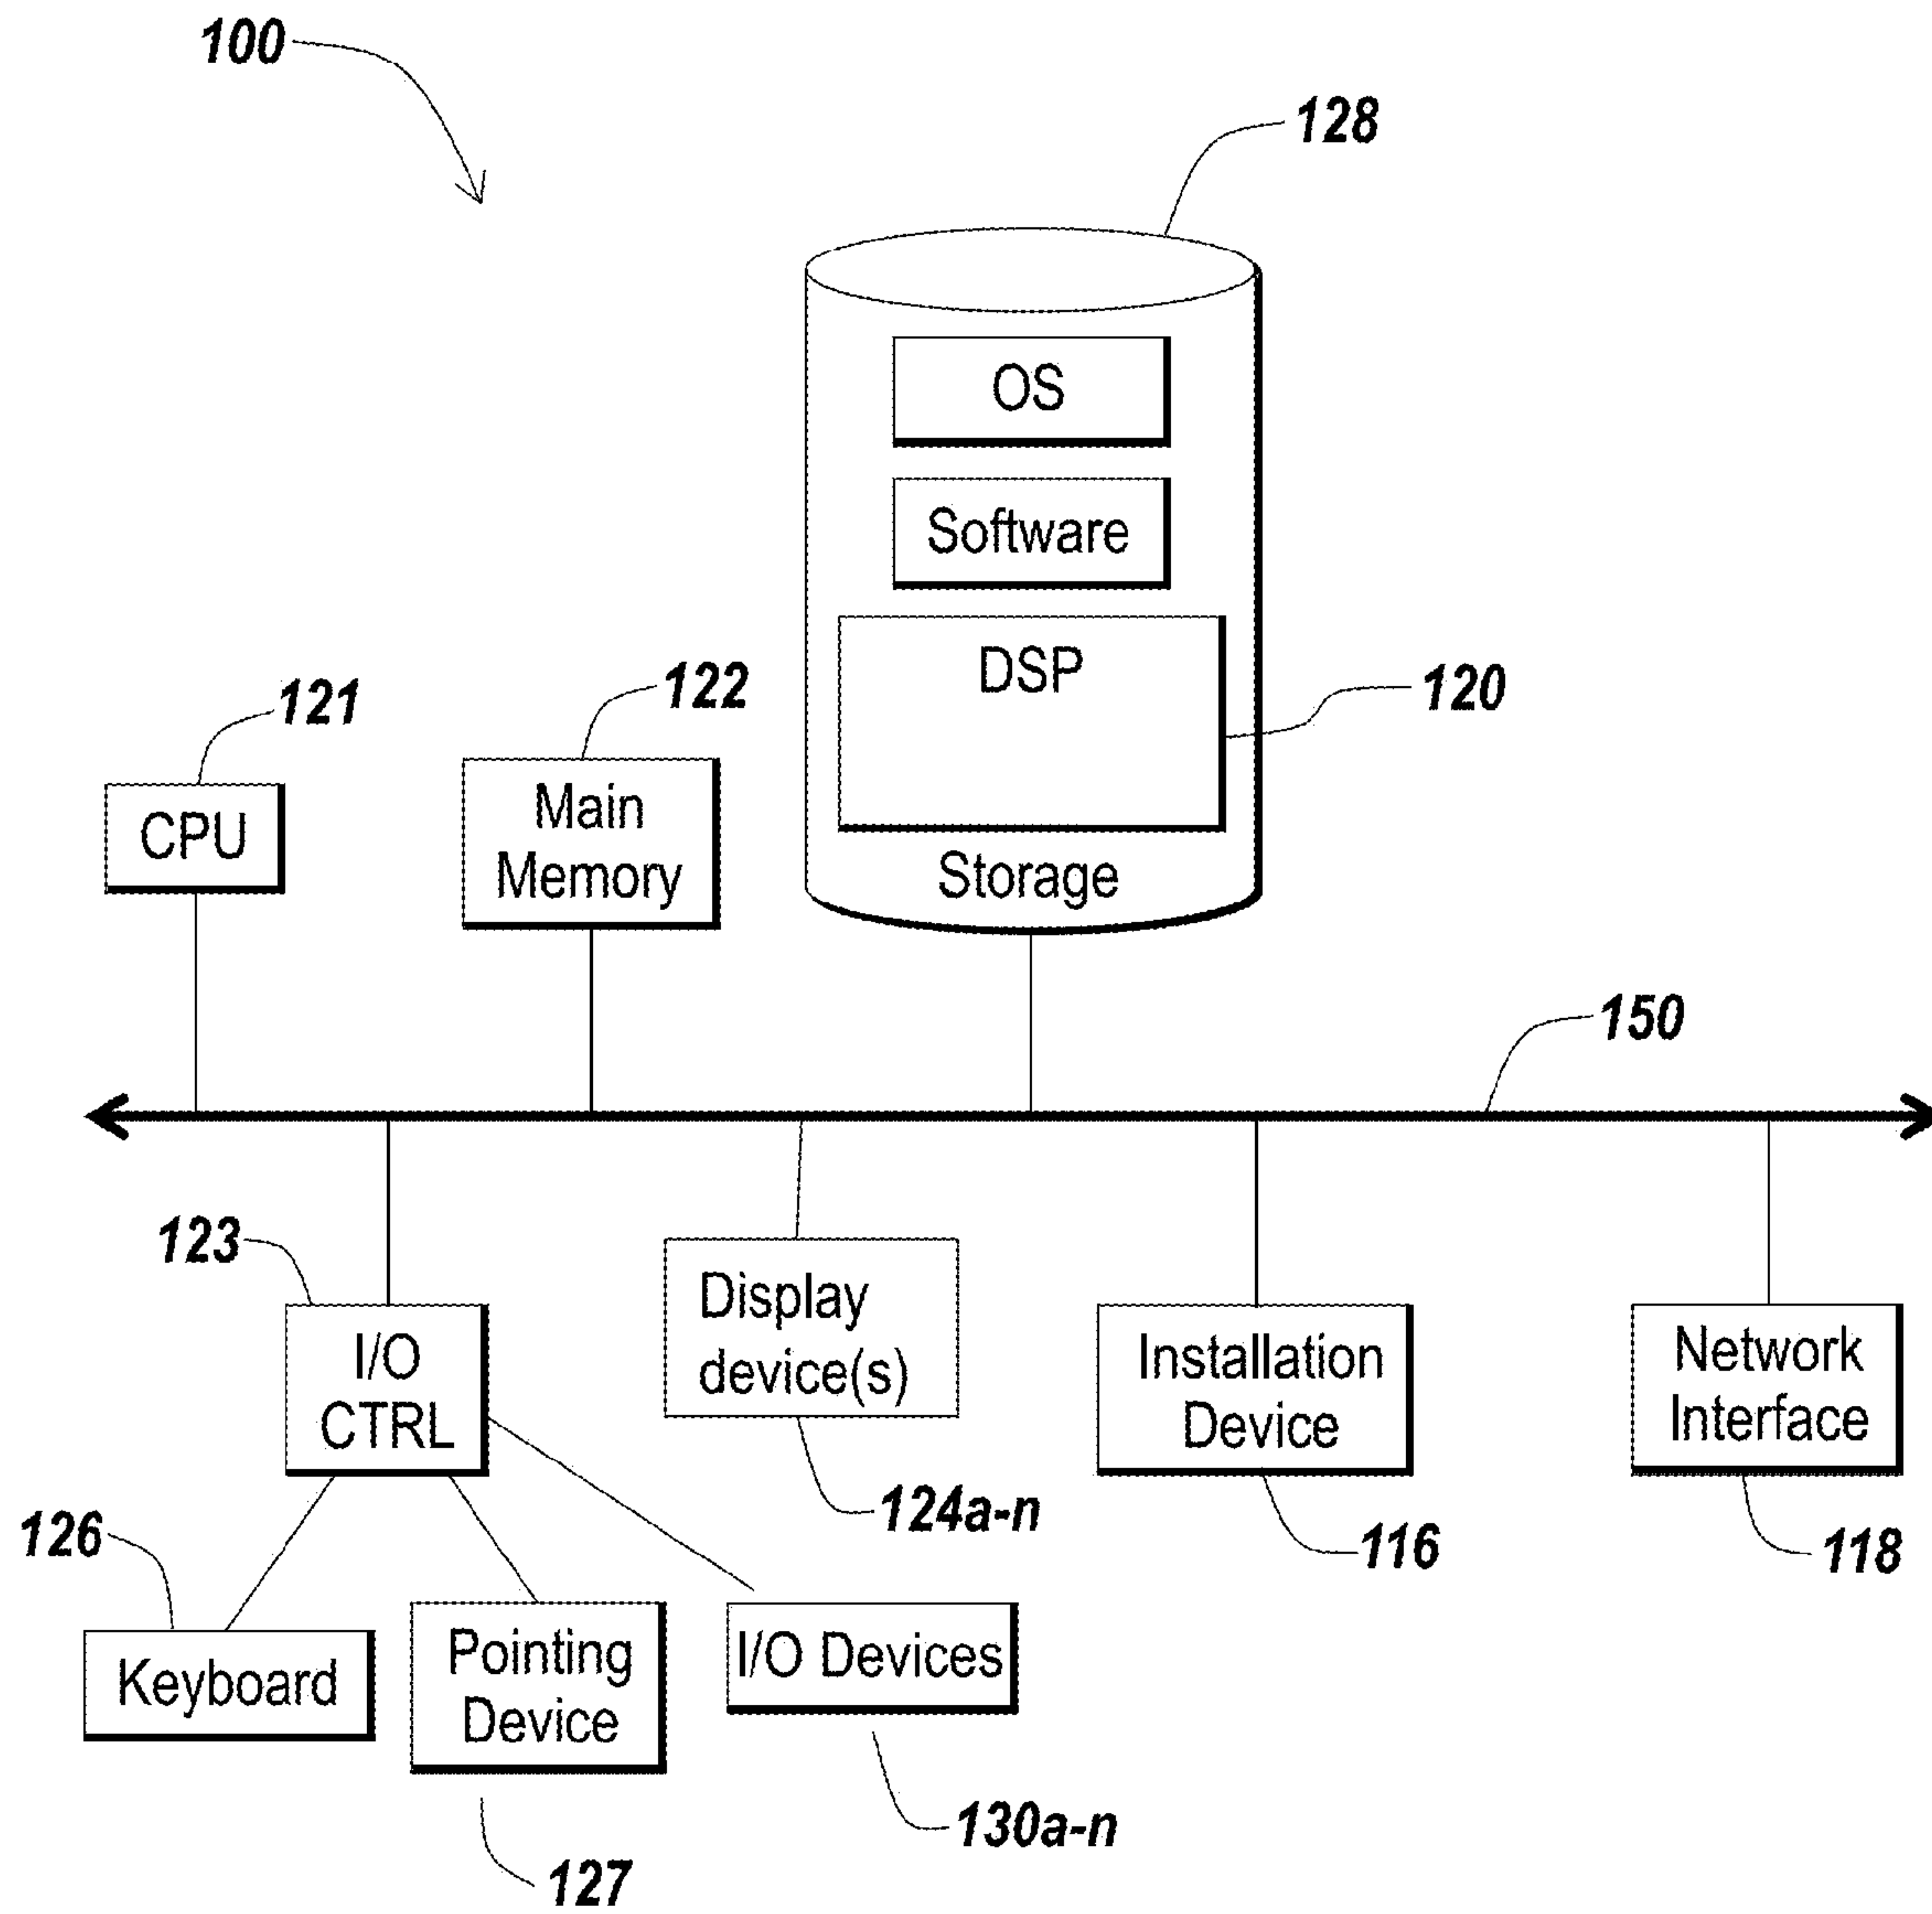 100
128
OS
Software
DSP
120
121
122
CPU
Main
Memory
Storage
150
123
I/O
CTRL
Display
device(s)
Installation
Device
Network
Interface
124a-n
116
118
126
Keyboard
Pointing
Device
I/O Devices
130a-n
127